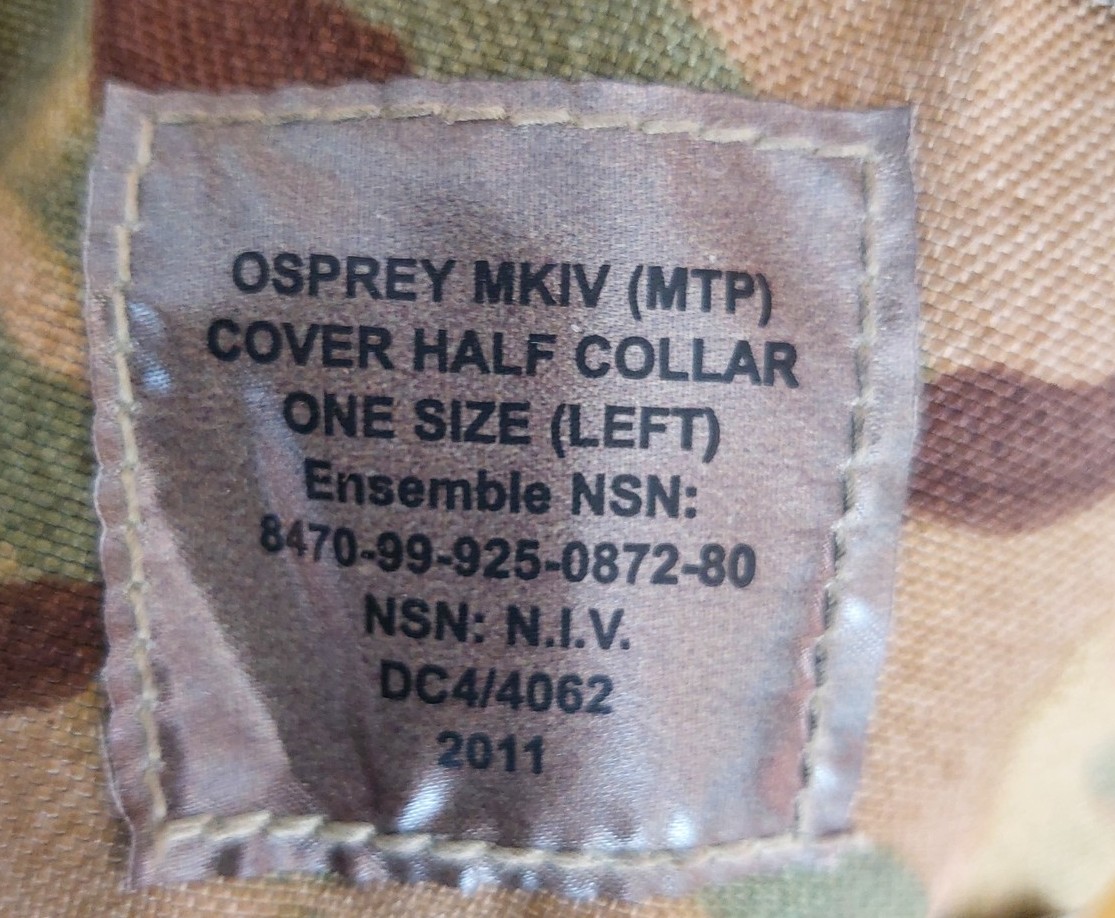 OSPREY MKIV (MTP)
COVER HALF COLLAR
ONE SIZE (LEFT)
Ensemble NSN:
8470-99-925-0872-80
NSN: N.I.V.
DC4/4062
2011